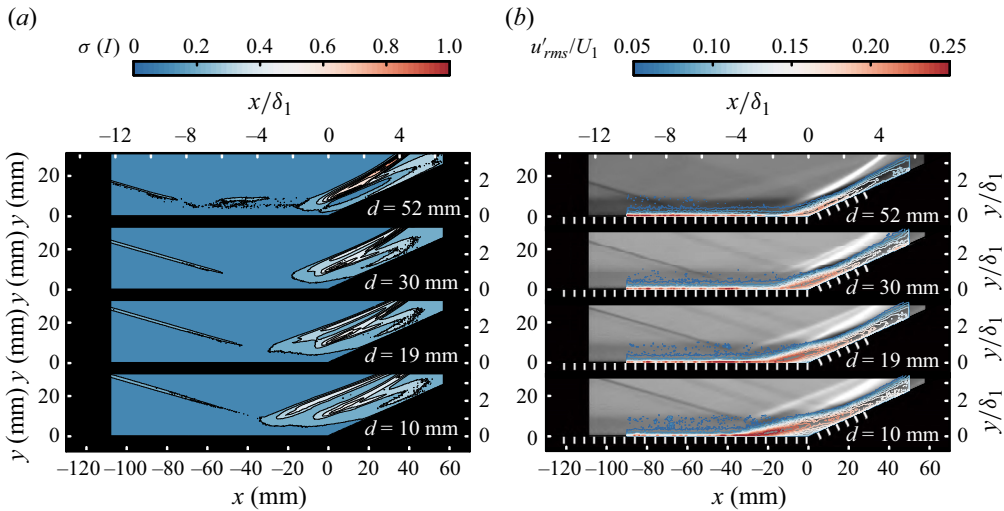 (a) (b)
σ (I) 0 0.2 0.4 0.6 0.8 1.0
u′rms/U1 0.05 0.10 0.15 0.20 0.25
x/δ1 x/δ1
−12 −8 −4 0 4
−12 −8 −4 0 4
y (mm) 20 0 d = 52 mm 2 0
20 0 d = 52 mm 2 0 y/δ1
y (mm) 20 0 d = 30 mm 2 0
20 0 d = 30 mm 2 0 y/δ1
y (mm) 20 0 d = 19 mm 2 0
20 0 d = 19 mm 2 0 y/δ1
y (mm) 20 0 d = 10 mm 2 0
20 0 d = 10 mm 2 0 y/δ1
−120 −100 −80 −60 −40 −20 0 20 40 60
−120 −100 −80 −60 −40 −20 0 20 40 60
x (mm) x (mm)